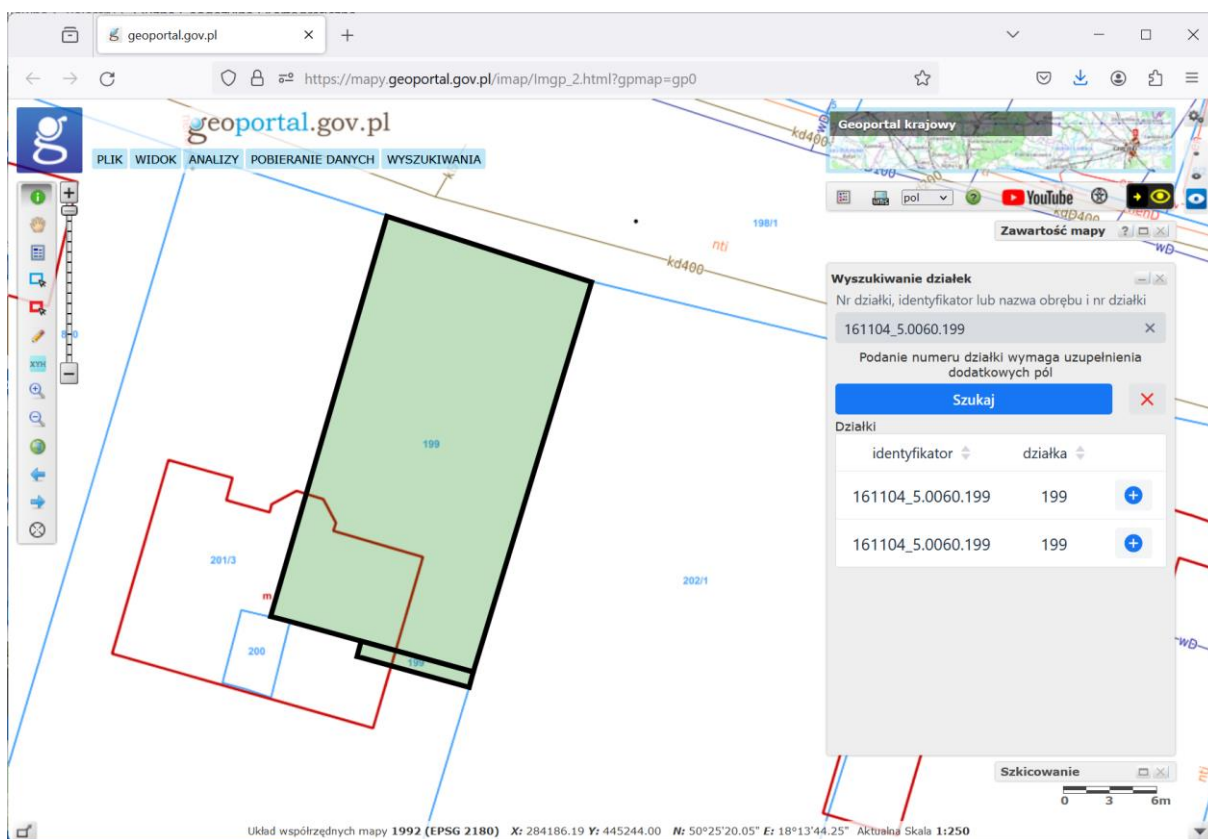 geoportal.gov.pl
https://mapy.geoportal.gov.pl/imap/Imgp_2.html?gpmap=gp0
geoportal.gov.pl
PLIK WIDOK ANALIZY POBIERANIE DANYCH WYSZUKIWANIA
Geoportal krajowy
pol
YouTube
Zawartość mapy
Wyszukiwanie działek
Nr działki, identyfikator lub nazwa obrębu i nr działki
161104_5.0060.199
Podanie numeru działki wymaga uzupełnienia
dodatkowych pól
Szukaj
Działki
identyfikator działka
161104_5.0060.199 199
161104_5.0060.199 199
XYH
198/1
nti
kd400
kd400
kdD400
wD
199
201/3
m
200
199
202/1
wD
nti
Szkicowanie
0 3 6m
Układ współrzędnych mapy 1992 (EPSG 2180) X: 284186.19 Y: 445244.00 N: 50°25'20.05" E: 18°13'44.25" Aktualna Skala 1:250